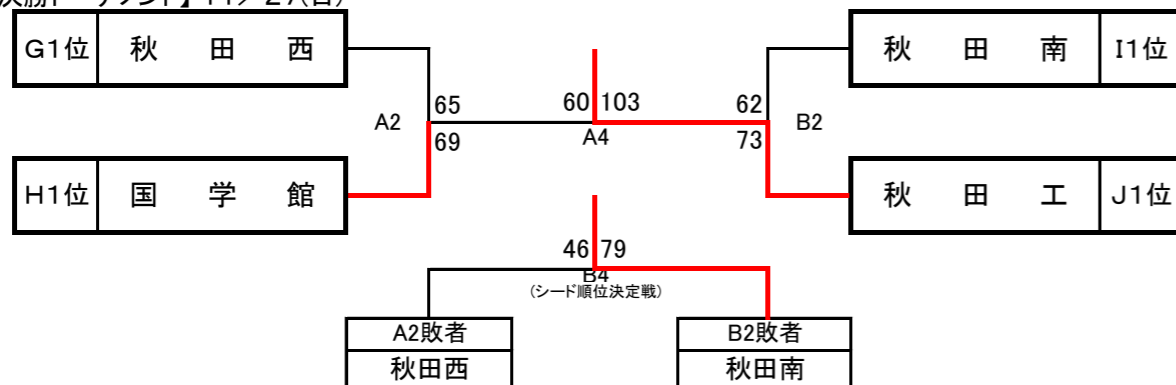 G1位 秋田西
秋田南 I1位
65 60 103 62
A2 A4 B2
69 73
H1位 国学館
秋田工 J1位
46 79
B4
(シード順位決定戦)
A2敗者 B2敗者
秋田西 秋田南